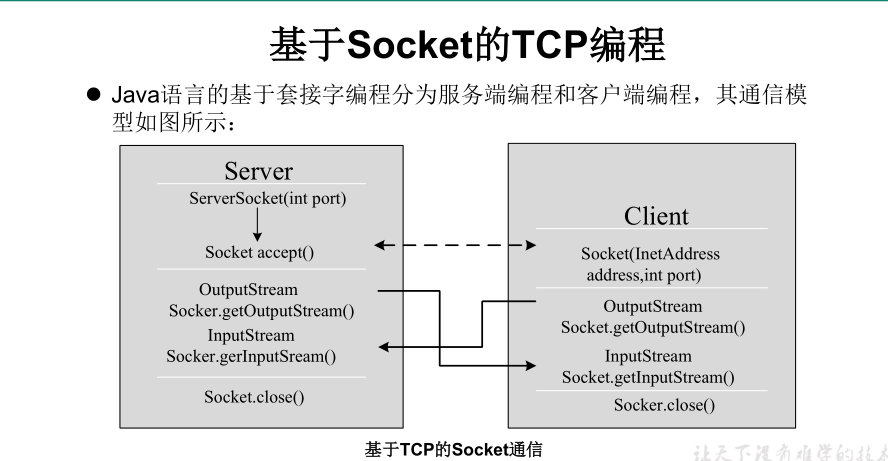 基于Socket的TCP编程
● Java语言的基于套接字编程分为服务端编程和客户端编程，其通信模
型如图所示：
Server
ServerSocket(int port)
Socket accept()
OutputStream
Socker.getOutputStream()
InputStream
Socker.gerInputSream()
Socket.close()
Client
Socket(InetAddress
address,int port)
OutputStream
Socket.getOutputStream()
InputStream
Socket.getInputStream()
Socker.close()
基于TCP的Socket通信
让天下没有难学的技术